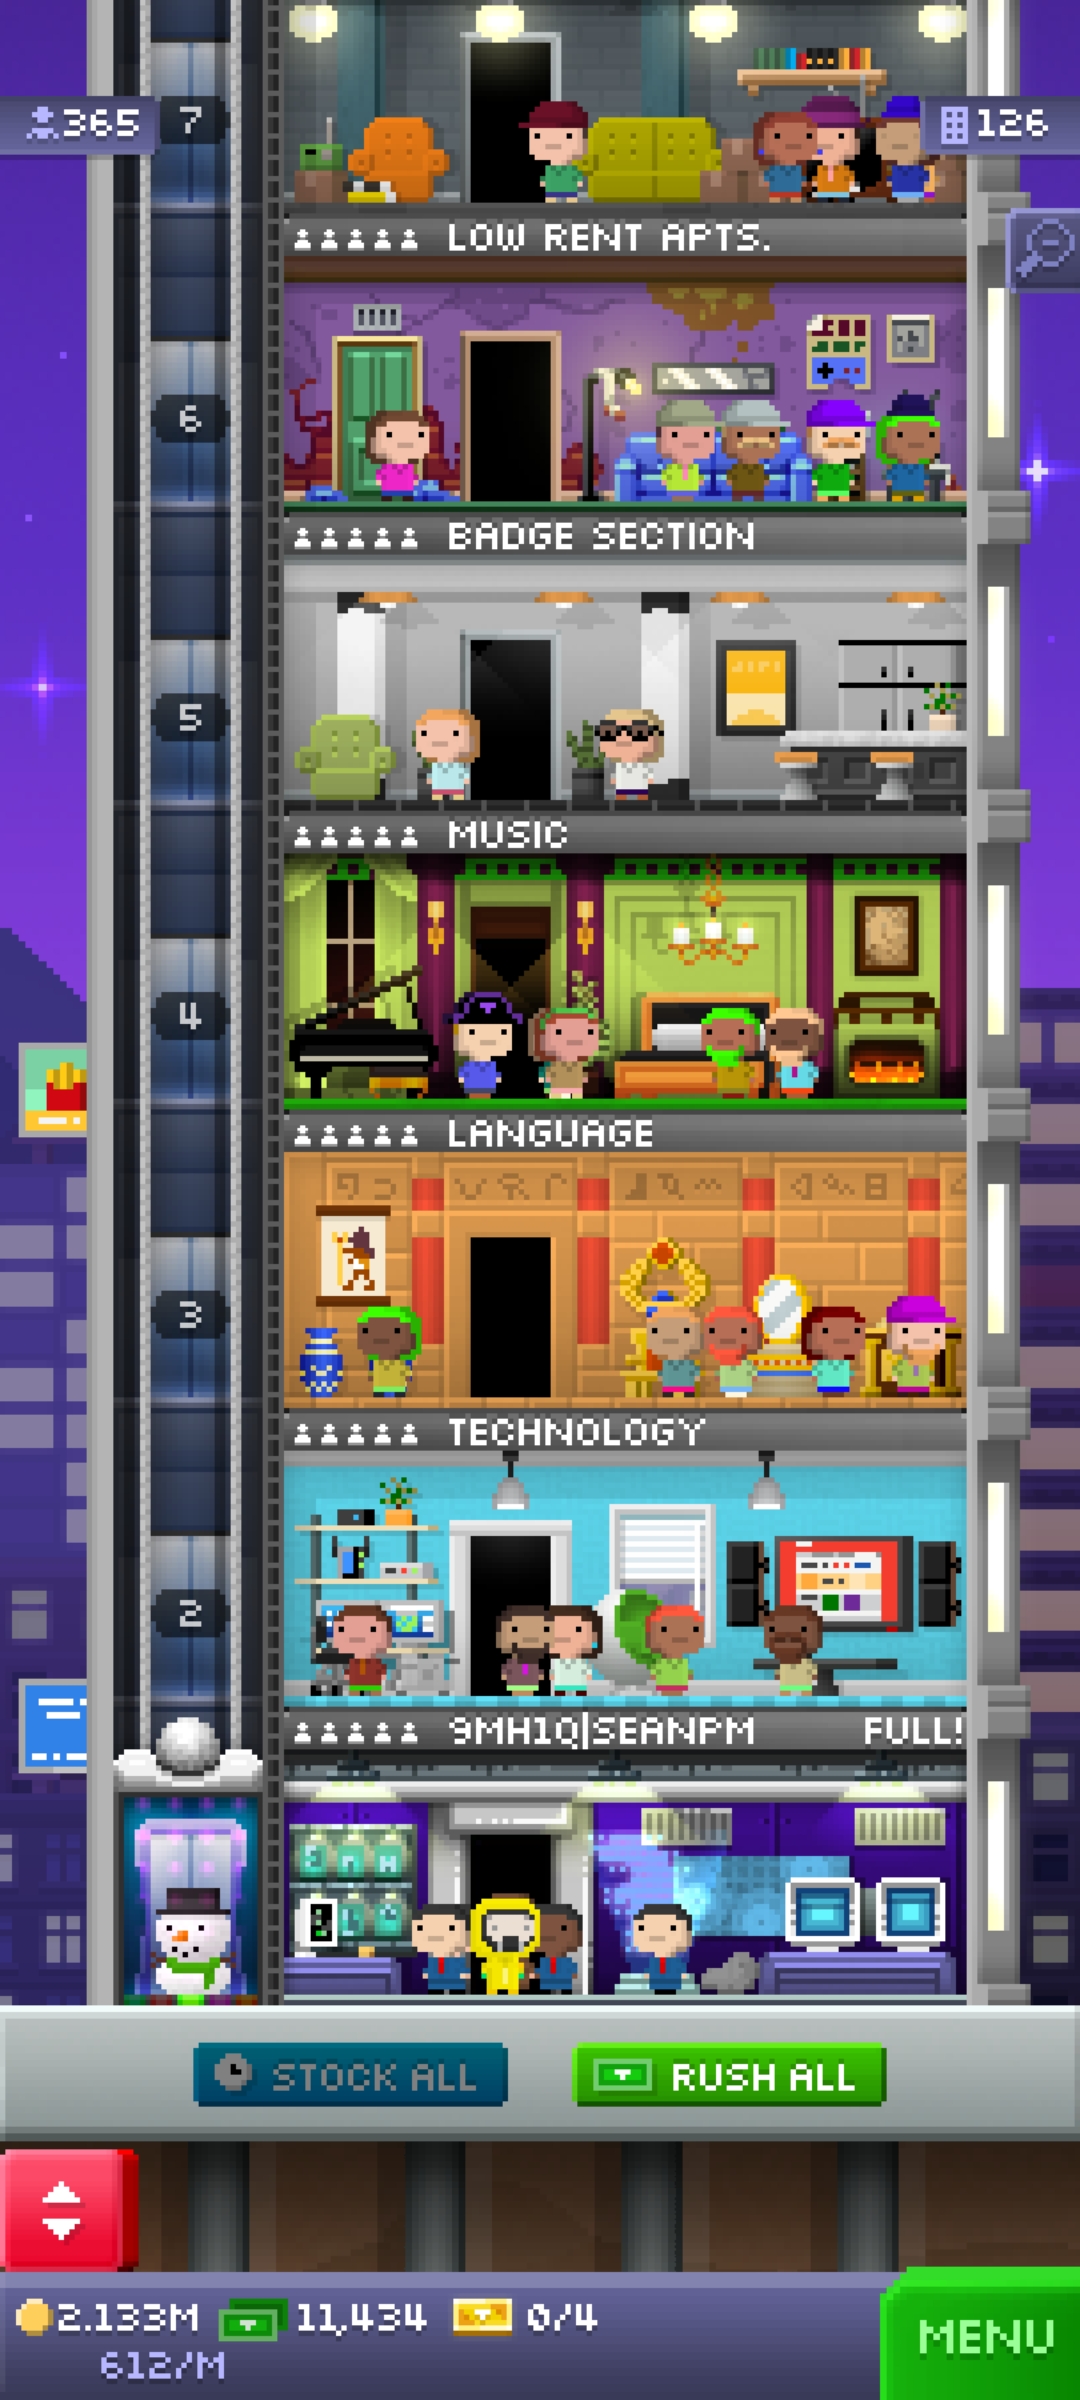 365
7
126
LOW RENT APTS.
6
BADGE SECTION
5
MUSIC
4
LANGUAGE
3
TECHNOLOGY
2
9MH1Q|SEANPM FULL!
STOCK ALL
RUSH ALL
2.133M 11,434 0/4
612/M
MENU